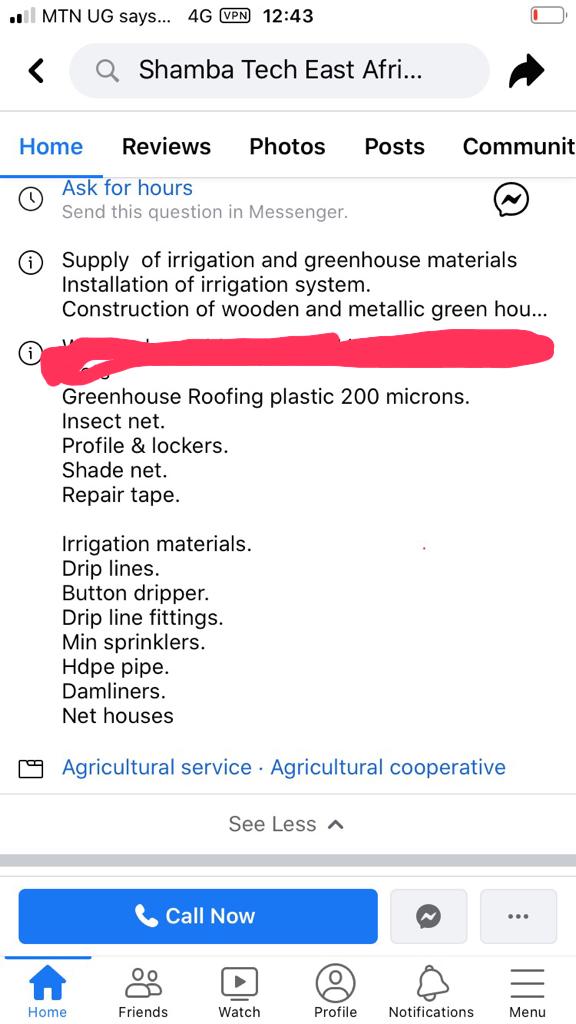 MTN UG says... 4G VPN 12:43
Shamba Tech East Afri...
Home Reviews Photos Posts Communit
Ask for hours
Send this question in Messenger.
Supply of irrigation and greenhouse materials
Installation of irrigation system.
Construction of wooden and metallic green hou...
Greenhouse Roofing plastic 200 microns.
Insect net.
Profile & lockers.
Shade net.
Repair tape.
Irrigation materials.
Drip lines.
Button dripper.
Drip line fittings.
Min sprinklers.
Hdpe pipe.
Damliners.
Net houses
Agricultural service · Agricultural cooperative
See Less
Call Now
Home Friends Watch Profile Notifications Menu